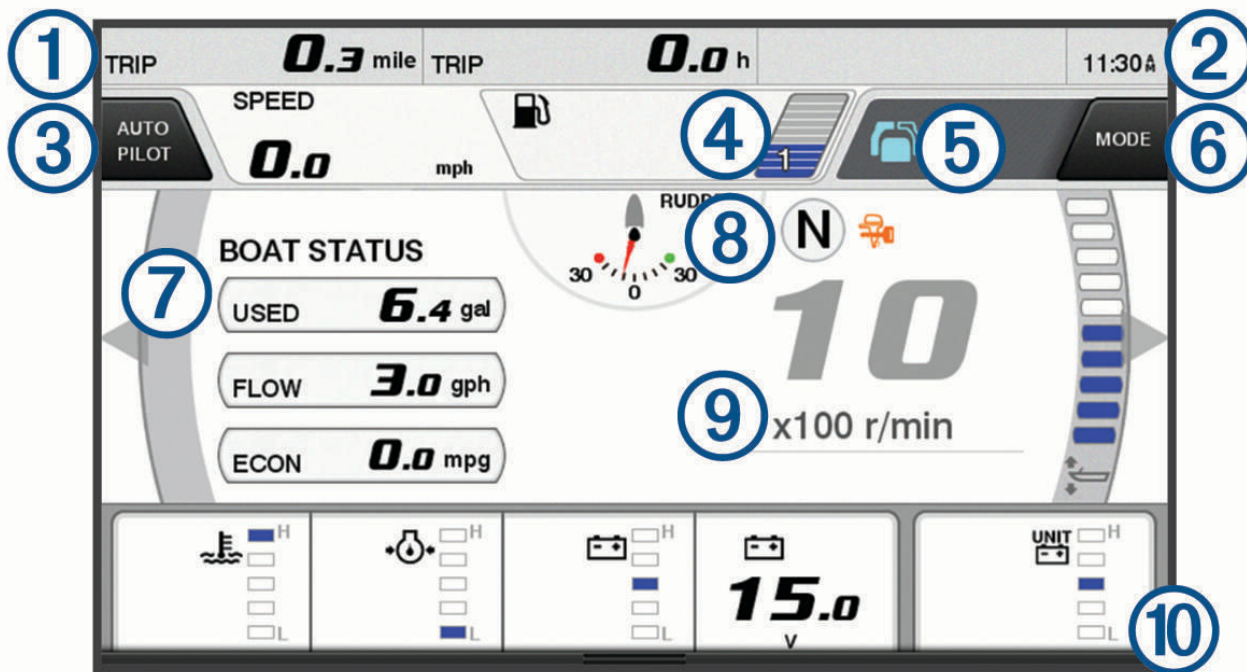 1
TRIP 0.3 mile TRIP 0.0 h 11:30 AM
2
3
AUTO
PILOT
SPEED
0.0 mph
4
1
5
MODE
6
7
BOAT STATUS
USED 6.4 gal
FLOW 3.0 gph
ECON 0.0 mpg
30 0 30
8
N
10
9
x100 r/min
H
H L
H
L
15.0
V
UNIT
H
L
L
10